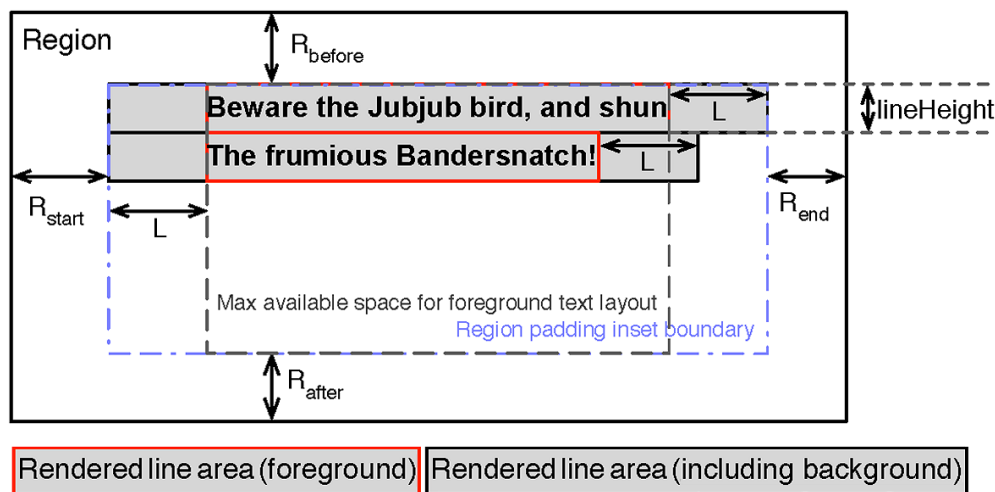 Region
Rbefore
Beware the Jubjub bird, and shun
L
lineHeight
The frumious Bandersnatch!
L
Rstart
L
Rend
Max available space for foreground text layout
Region padding inset boundary
Rafter
Rendered line area (foreground)
Rendered line area (including background)